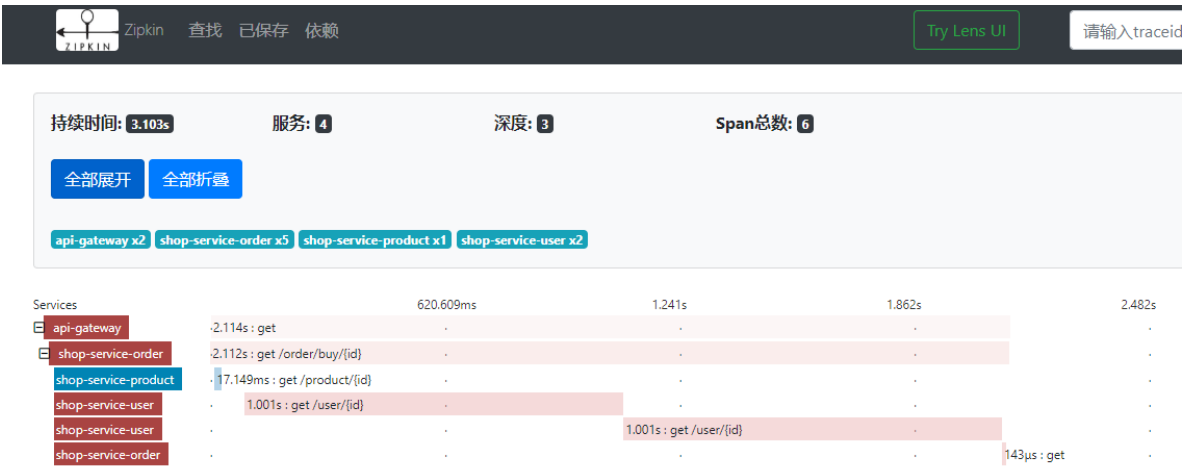 ZIPKIN Zipkin 查找 已保存 依赖 Try Lens UI 请输入traceid
持续时间: 3.103s 服务: 4 深度: 3 Span总数: 6
全部展开 全部折叠
api-gateway x2 shop-service-order x5 shop-service-product x1 shop-service-user x2
Services 620.609ms 1.241s 1.862s 2.482s
api-gateway 2.114s : get
shop-service-order 2.112s : get /order/buy/{id}
shop-service-product 17.149ms : get /product/{id}
shop-service-user 1.001s : get /user/{id}
shop-service-user 1.001s : get /user/{id}
shop-service-order 143μs : get